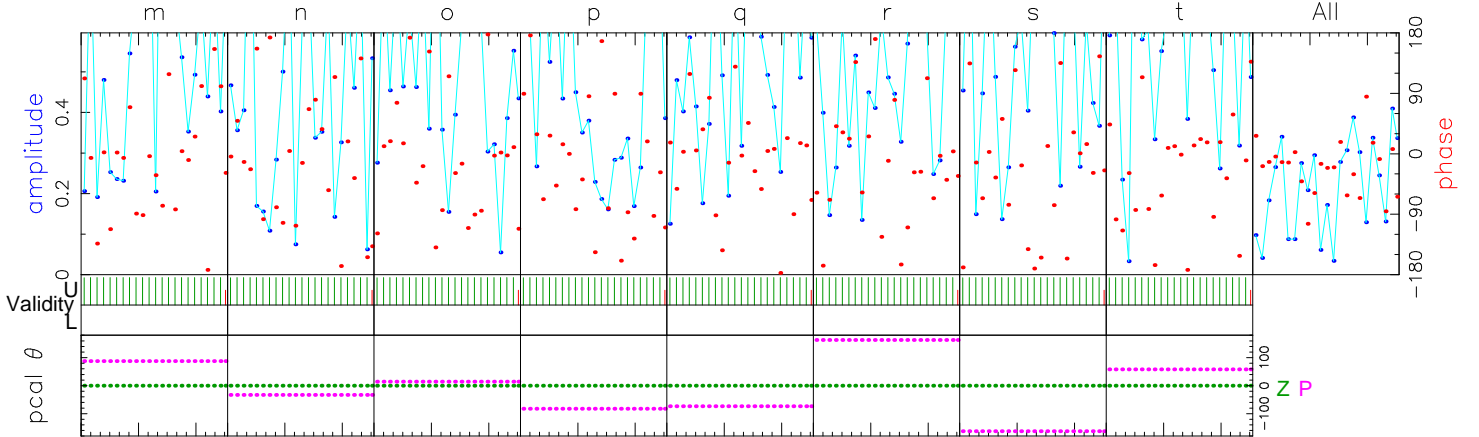 m n o p q r s t All
amplitude
0.4
0.2
0.
180
90
0
-90
-180
phase
U
Validity
L
pcal θ
100
0
-100
Z P